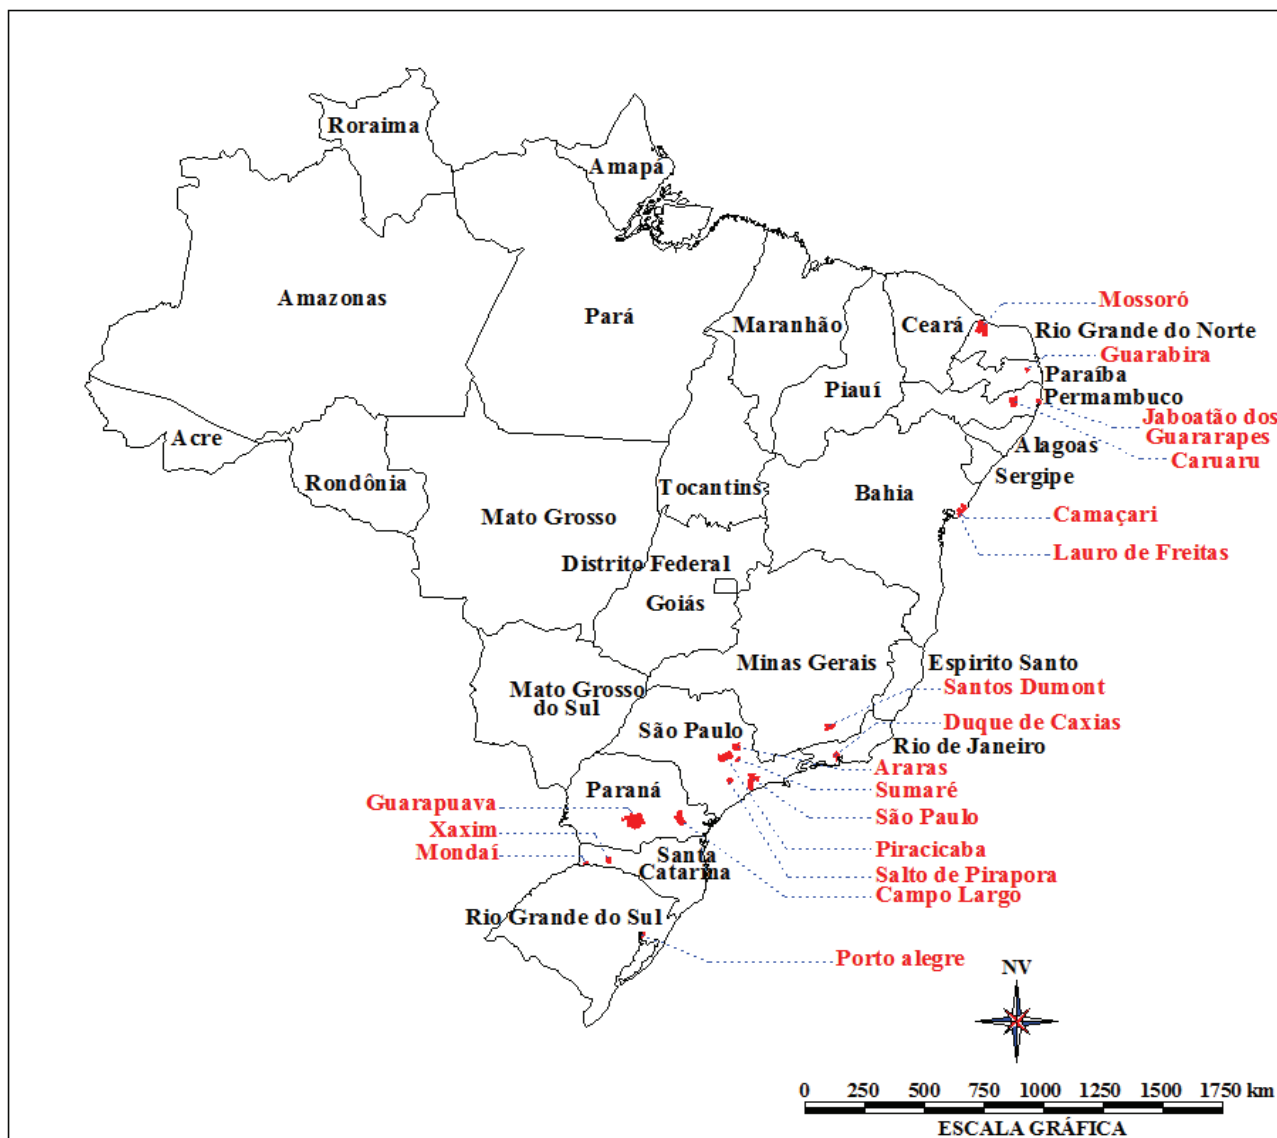 Roraima
Amapá
Amazonas
Pará
Maranhão
Ceará
Mossoró
Rio Grande do Norte
Guarabira
Paraíba
Piauí
Permambuco
Jaboatão dos
Guararapes
Caruaru
Alagoas
Sergipe
Acre
Rondônia
Tocantins
Bahia
Mato Grosso
Camaçari
Lauro de Freitas
Distrito Federal
Goiás
Minas Gerais
Espirito Santo
Santos Dumont
Mato Grosso
do Sul
São Paulo
Duque de Caxias
Rio de Janeiro
Araras
Sumaré
Paraná
Guarapuava
São Paulo
Xaxim
Mondaí
Piracicaba
Santa
Catarina
Salto de Pirapora
Campo Largo
Rio Grande do Sul
Porto alegre
NV
0 250 500 750 1000 1250 1500 1750 km
ESCALA GRÁFICA